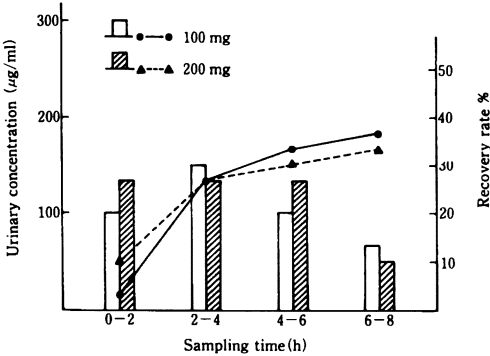 300
200
100
Urinary concentration (μg/ml)
100 mg
200 mg
50
40
30
20
10
Recovery rate %
0−2
2−4
4−6
6−8
Sampling time(h)